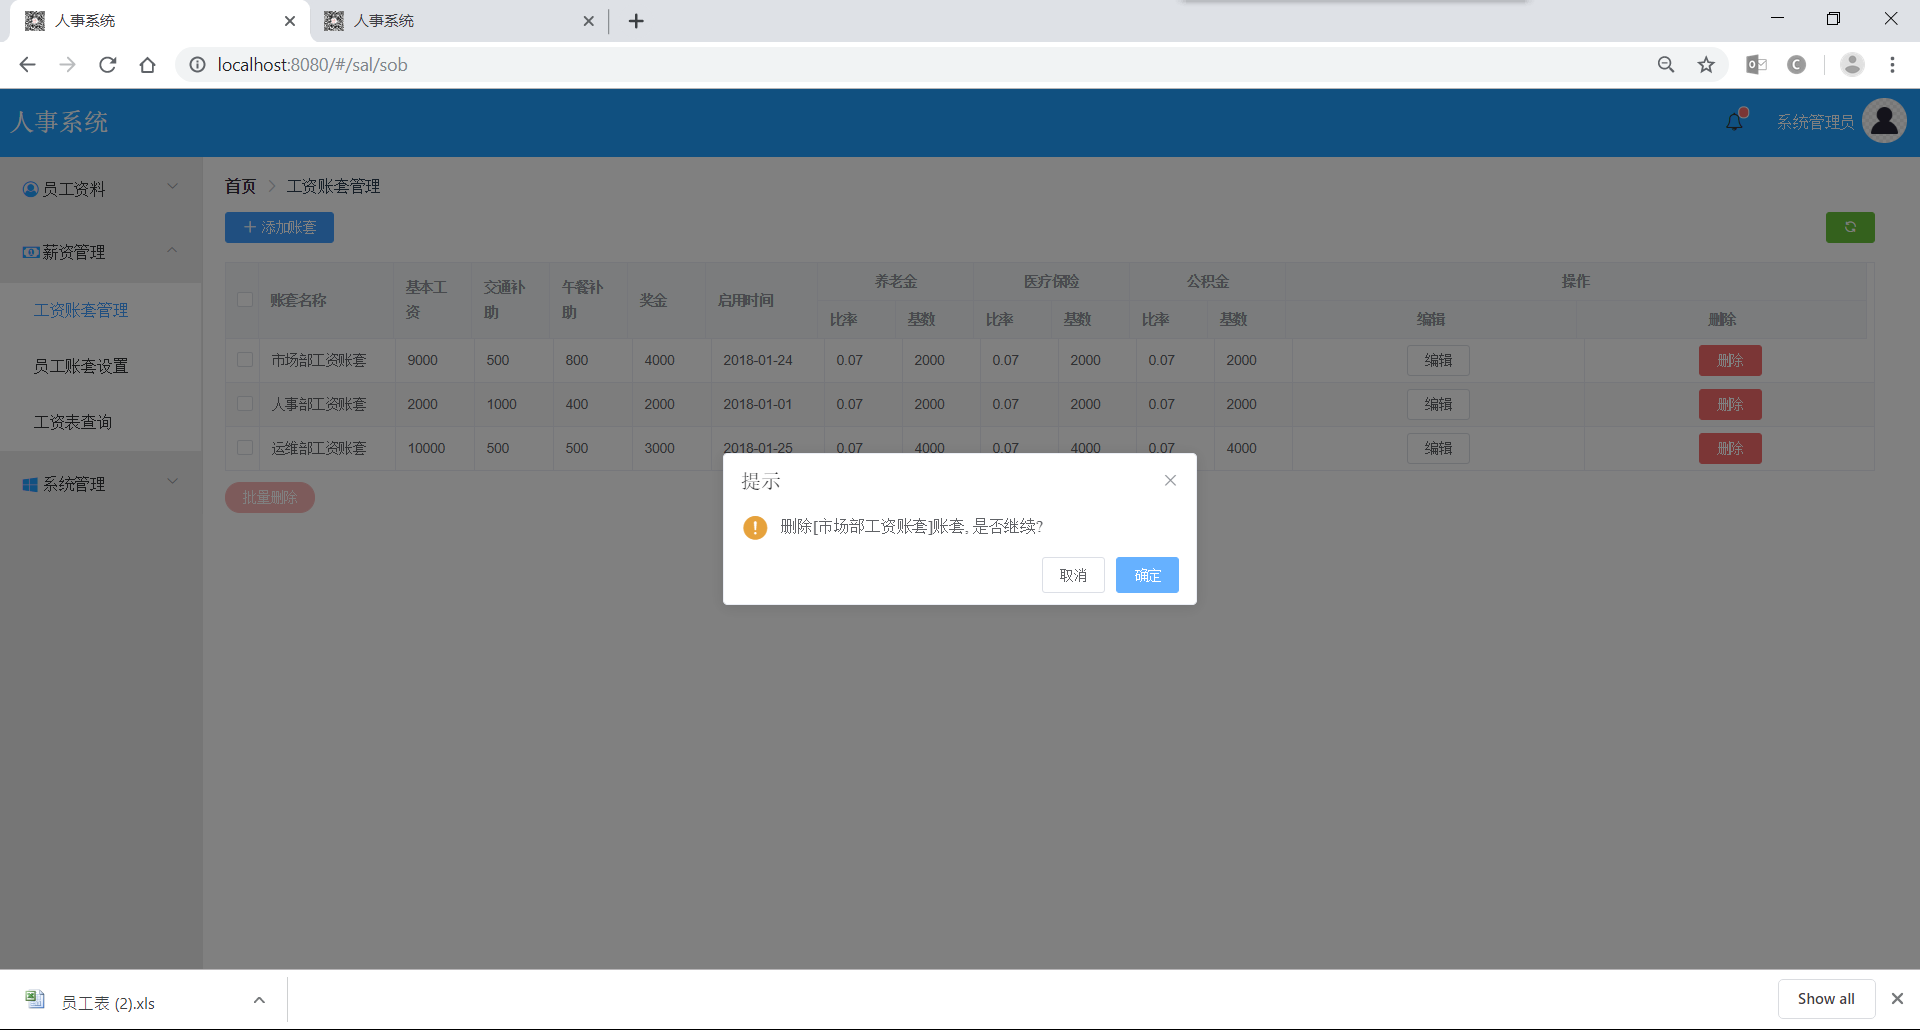 人事系统
人事系统
localhost:8080/#/sal/sob
人事系统
系统管理员
员工资料
薪资管理
工资账套管理
员工账套设置
工资表查询
系统管理
首页 > 工资账套管理
+ 添加账套
账套名称 基本工资 交通补助 午餐补助 奖金 启用时间 养老金 医疗保险 公积金 操作
比率 基数 比率 基数 比率 基数 编辑 删除
市场部工资账套 9000 500 800 4000 2018-01-24 0.07 2000 0.07 2000 0.07 2000 编辑 删除
人事部工资账套 2000 1000 400 2000 2018-01-01 0.07 2000 0.07 2000 0.07 2000 编辑 删除
运维部工资账套 10000 500 500 3000 2018-01-25 0.07 4000 0.07 4000 0.07 4000 编辑 删除
批量删除
提示
删除[市场部工资账套]账套, 是否继续?
取消 确定
员工表 (2).xls
Show all